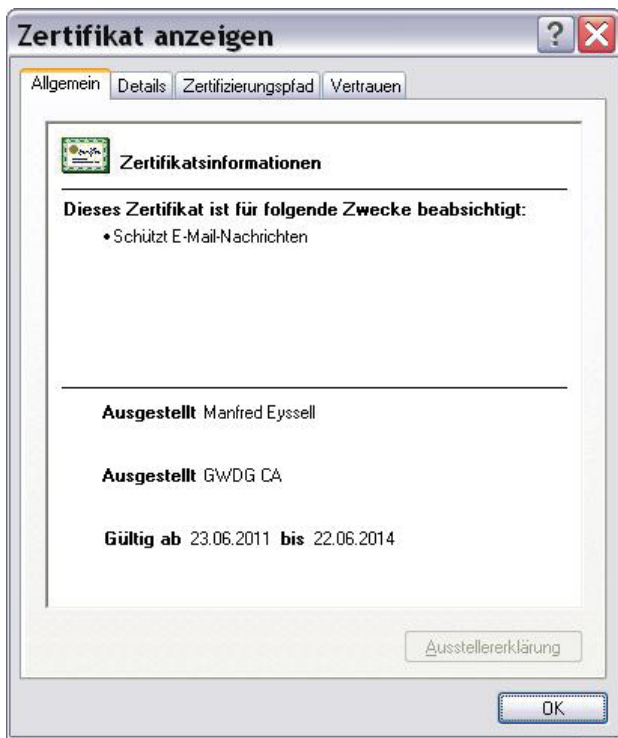 Zertifikat anzeigen
Allgemein Details Zertifizierungspfad Vertrauen
Zertifikatsinformationen
Dieses Zertifikat ist für folgende Zwecke beabsichtigt:
• Schützt E-Mail-Nachrichten
Ausgestellt Manfred Eyssell
Ausgestellt GWDG CA
Gültig ab 23.06.2011 bis 22.06.2014
Ausstellererklärung
OK